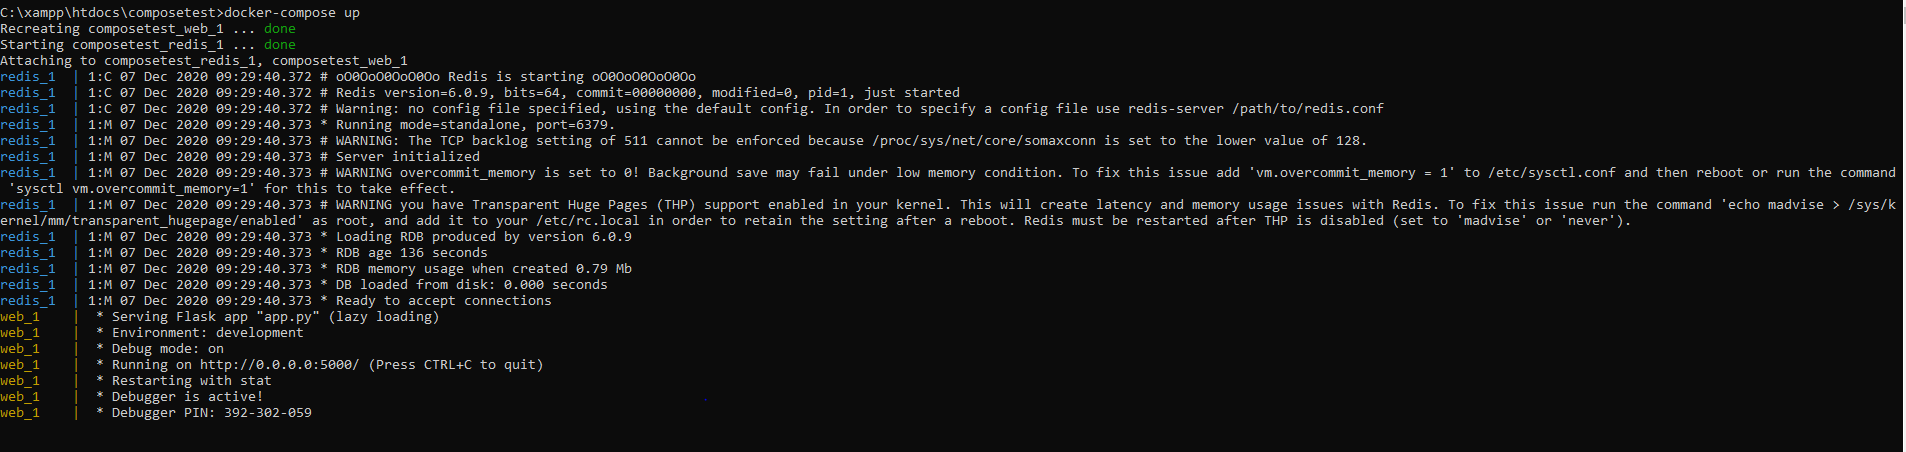 C:\xampp\htdocs\composetest>docker-compose up
Recreating composetest_web_1 ... done
Starting composetest_redis_1 ... done
Attaching to composetest_redis_1, composetest_web_1
redis_1  | 1:C 07 Dec 2020 09:29:40.372 # oO0OoO0OoO0Oo Redis is starting oO0OoO0OoO0Oo
redis_1  | 1:C 07 Dec 2020 09:29:40.372 # Redis version=6.0.9, bits=64, commit=00000000, modified=0, pid=1, just started
redis_1  | 1:C 07 Dec 2020 09:29:40.372 # Warning: no config file specified, using the default config. In order to specify a config file use redis-server /path/to/redis.conf
redis_1  | 1:M 07 Dec 2020 09:29:40.373 * Running mode=standalone, port=6379.
redis_1  | 1:M 07 Dec 2020 09:29:40.373 # WARNING: The TCP backlog setting of 511 cannot be enforced because /proc/sys/net/core/somaxconn is set to the lower value of 128.
redis_1  | 1:M 07 Dec 2020 09:29:40.373 # Server initialized
redis_1  | 1:M 07 Dec 2020 09:29:40.373 # WARNING overcommit_memory is set to 0! Background save may fail under low memory condition. To fix this issue add 'vm.overcommit_memory = 1' to /etc/sysctl.conf and then reboot or run the command
 'sysctl vm.overcommit_memory=1' for this to take effect.
redis_1  | 1:M 07 Dec 2020 09:29:40.373 # WARNING you have Transparent Huge Pages (THP) support enabled in your kernel. This will create latency and memory usage issues with Redis. To fix this issue run the command 'echo madvise > /sys/k
ernel/mm/transparent_hugepage/enabled' as root, and add it to your /etc/rc.local in order to retain the setting after a reboot. Redis must be restarted after THP is disabled (set to 'madvise' or 'never').
redis_1  | 1:M 07 Dec 2020 09:29:40.373 * Loading RDB produced by version 6.0.9
redis_1  | 1:M 07 Dec 2020 09:29:40.373 * RDB age 136 seconds
redis_1  | 1:M 07 Dec 2020 09:29:40.373 * RDB memory usage when created 0.79 Mb
redis_1  | 1:M 07 Dec 2020 09:29:40.373 * DB loaded from disk: 0.000 seconds
redis_1  | 1:M 07 Dec 2020 09:29:40.373 * Ready to accept connections
web_1    |  * Serving Flask app "app.py" (lazy loading)
web_1    |  * Environment: development
web_1    |  * Debug mode: on
web_1    |  * Running on http://0.0.0.0:5000/ (Press CTRL+C to quit)
web_1    |  * Restarting with stat
web_1    |  * Debugger is active!
web_1    |  * Debugger PIN: 392-302-059